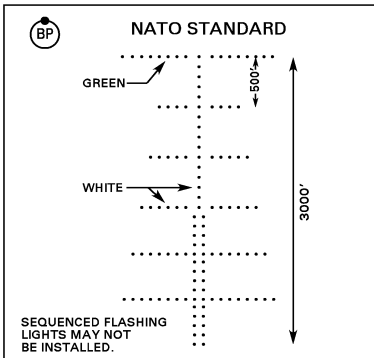 BP
NATO STANDARD
GREEN
500'
WHITE
3000'
SEQUENCED FLASHING
LIGHTS MAY NOT
BE INSTALLED.